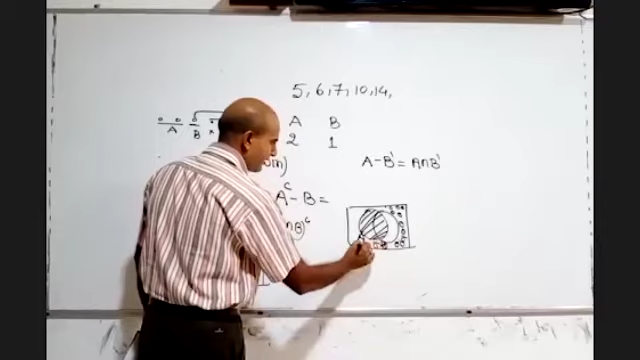 5, 6, 7, 10, 14,
A B
A B
2 1
A - B' = A∩B'
A^c - B =
B)^c